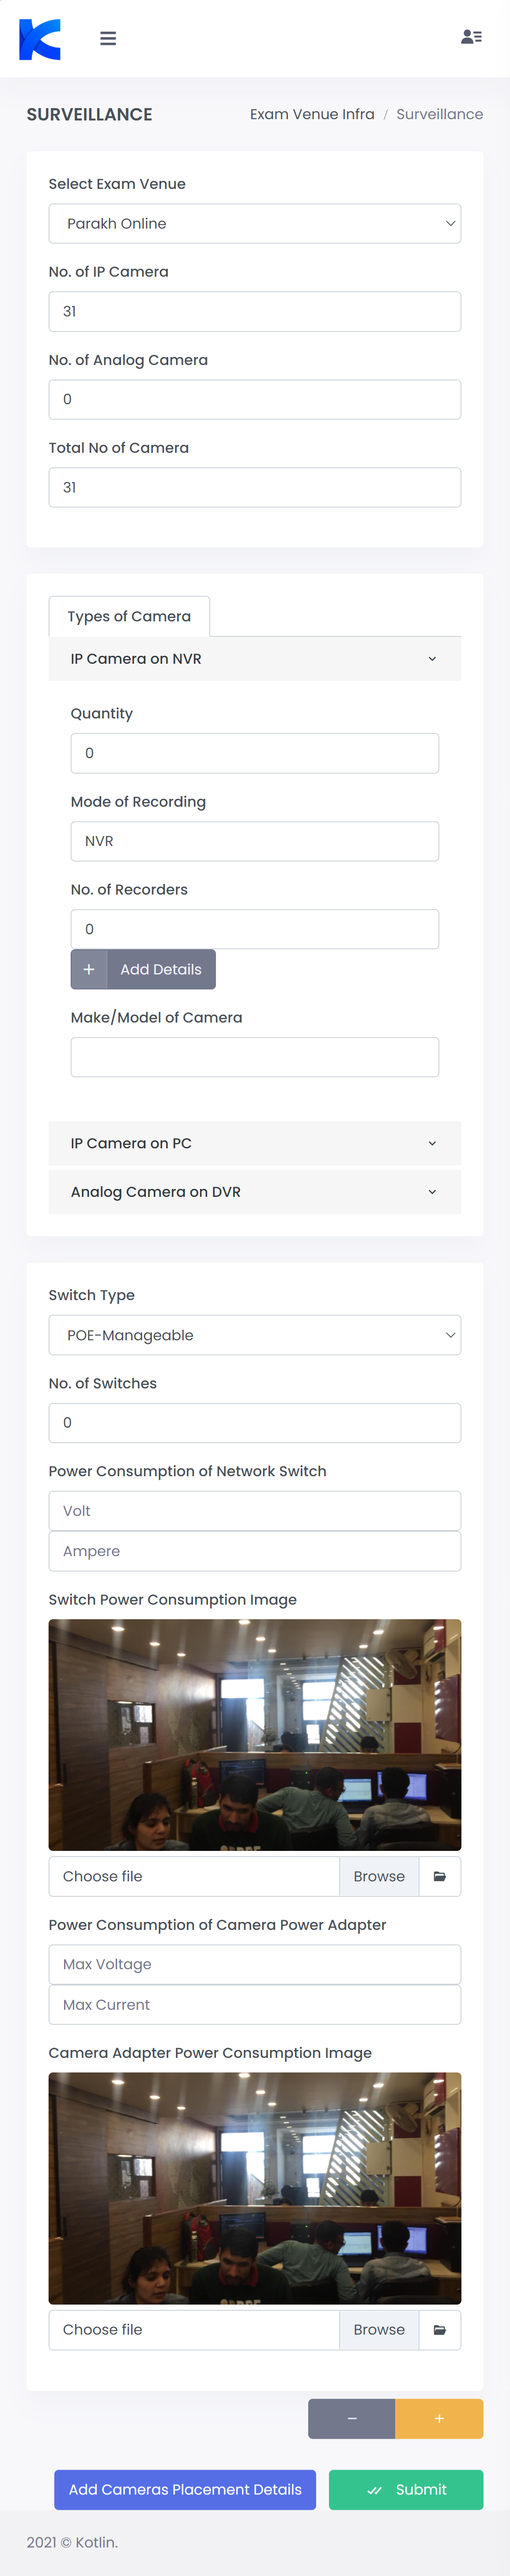 SURVEILLANCE
Exam Venue Infra / Surveillance
Select Exam Venue
Parakh Online
No. of IP Camera
31
No. of Analog Camera
0
Total No of Camera
31
Types of Camera
IP Camera on NVR
Quantity
0
Mode of Recording
NVR
No. of Recorders
0
+ Add Details
Make/Model of Camera
IP Camera on PC
Analog Camera on DVR
Switch Type
POE-Manageable
No. of Switches
0
Power Consumption of Network Switch
Volt
Ampere
Switch Power Consumption Image
Choose file Browse
Power Consumption of Camera Power Adapter
Max Voltage
Max Current
Camera Adapter Power Consumption Image
Choose file Browse
− +
Add Cameras Placement Details Submit
2021 © Kotlin.